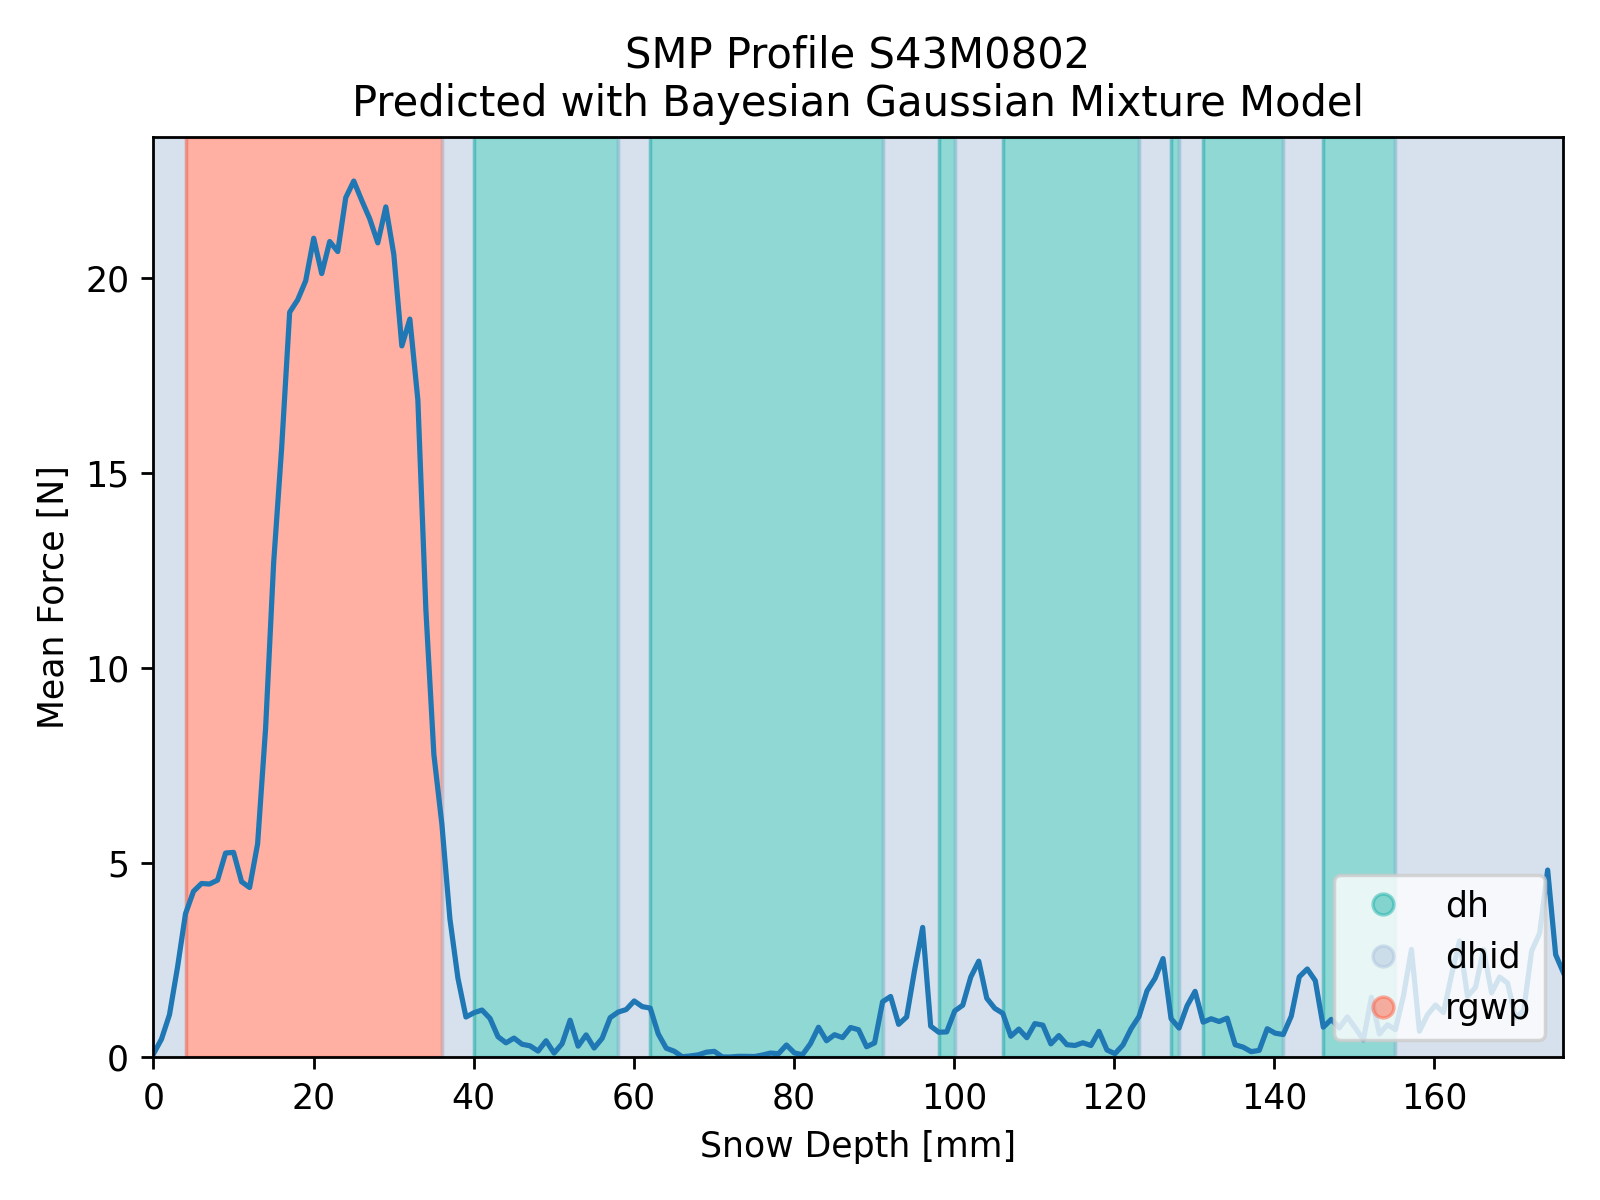 SMP Profile S43M0802
Predicted with Bayesian Gaussian Mixture Model
Mean Force [N]
20
15
10
5
0
dh
dhid
rgwp
0 20 40 60 80 100 120 140 160
Snow Depth [mm]